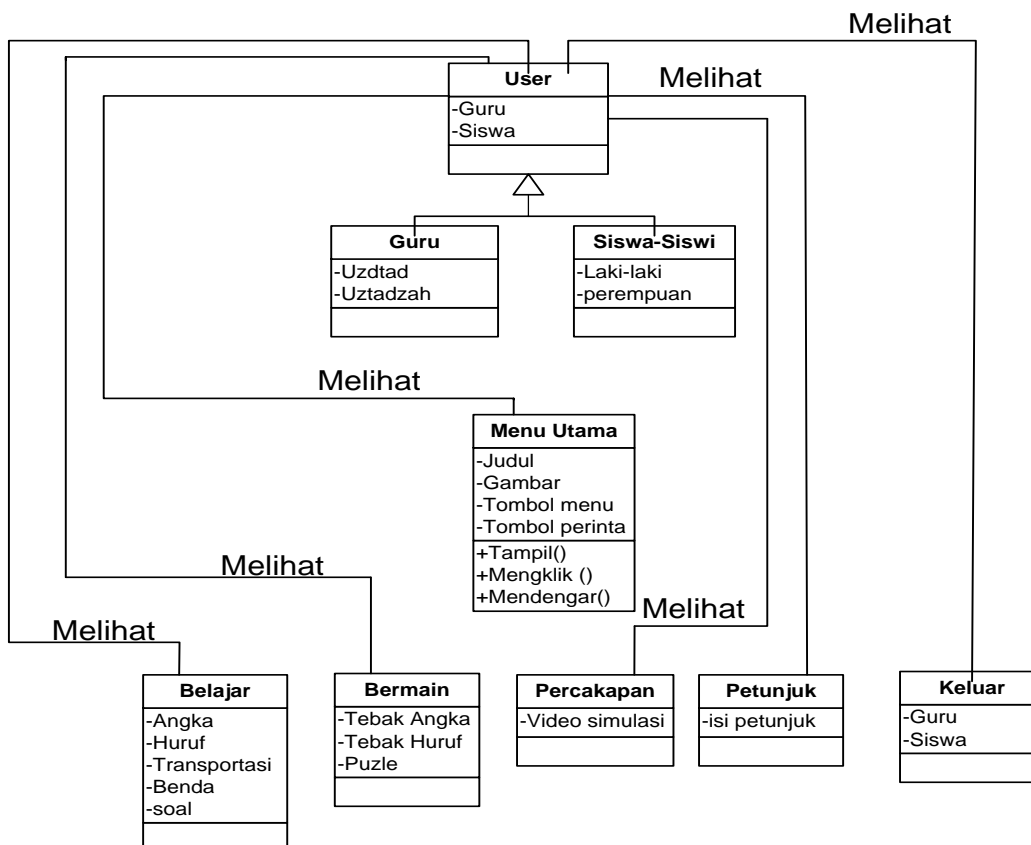 Melihat
User
-Guru
-Siswa
Melihat
Guru
-Uzdtad
-Uztadzah
Siswa-Siswi
-Laki-laki
-perempuan
Melihat
Menu Utama
-Judul
-Gambar
-Tombol menu
-Tombol perinta
+Tampil()
+Mengklik ()
+Mendengar()
Melihat
Melihat
Melihat
Belajar
-Angka
-Huruf
-Transportasi
-Benda
-soal
Bermain
-Tebak Angka
-Tebak Huruf
-Puzle
Percakapan
-Video simulasi
Petunjuk
-isi petunjuk
Keluar
-Guru
-Siswa